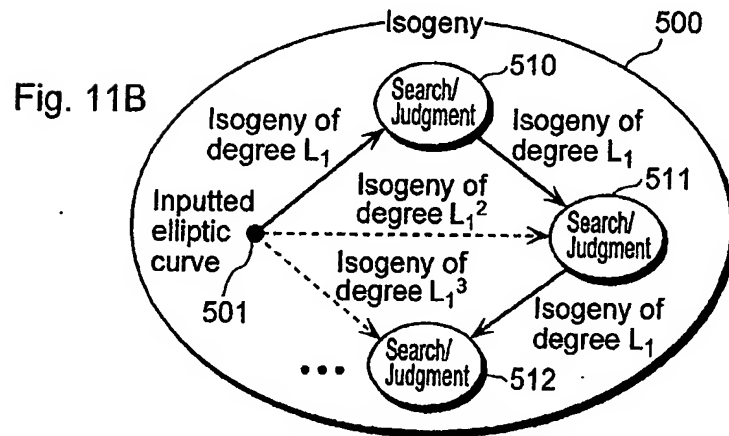 Fig. 11B
Isogeny
500
510
Search/
Judgment
Isogeny of
degree L₁
Isogeny of
degree L₁
511
Search/
Judgment
Isogeny of
degree L₁²
Inputted
elliptic
curve
501
Isogeny of
degree L₁³
Isogeny of
degree L₁
Search/
Judgment
512